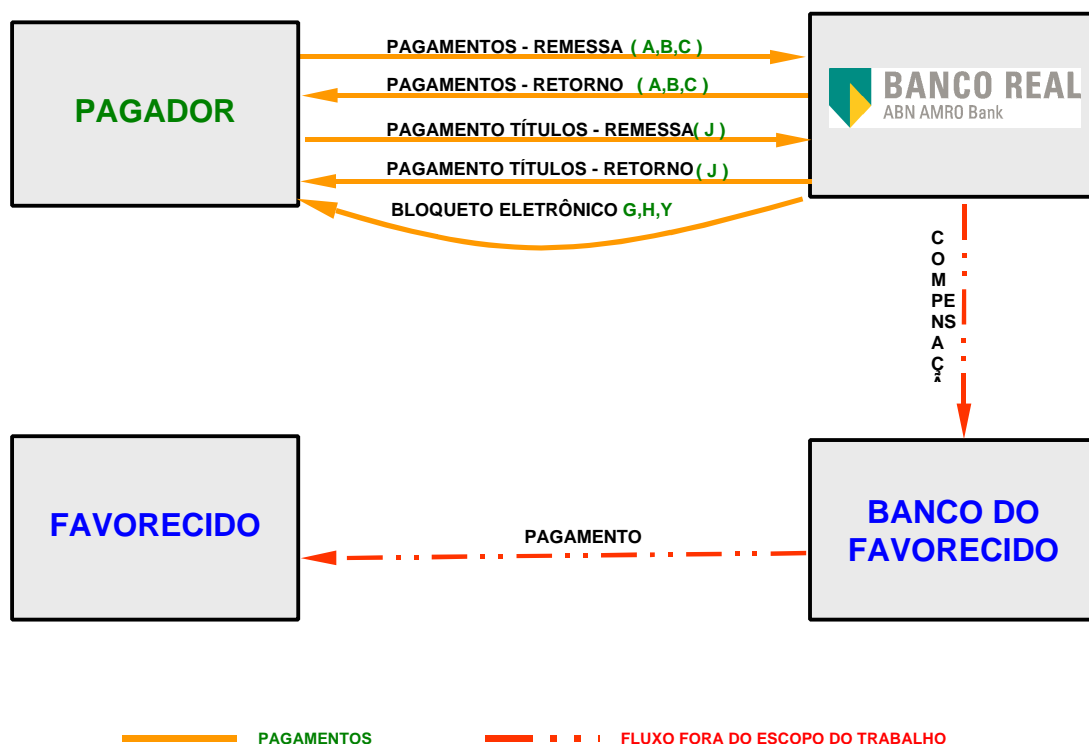 PAGAMENTOS - REMESSA ( A,B,C )
PAGAMENTOS - RETORNO ( A,B,C )
PAGADOR
BANCO REAL
ABN AMRO Bank
PAGAMENTO TÍTULOS - REMESSA( J )
PAGAMENTO TÍTULOS - RETORNO( J )
BLOQUETO ELETRÔNICO G,H,Y
C
O
M
PE
NS
A
Ç
Ã
FAVORECIDO
PAGAMENTO
BANCO DO
FAVORECIDO
PAGAMENTOS
FLUXO FORA DO ESCOPO DO TRABALHO